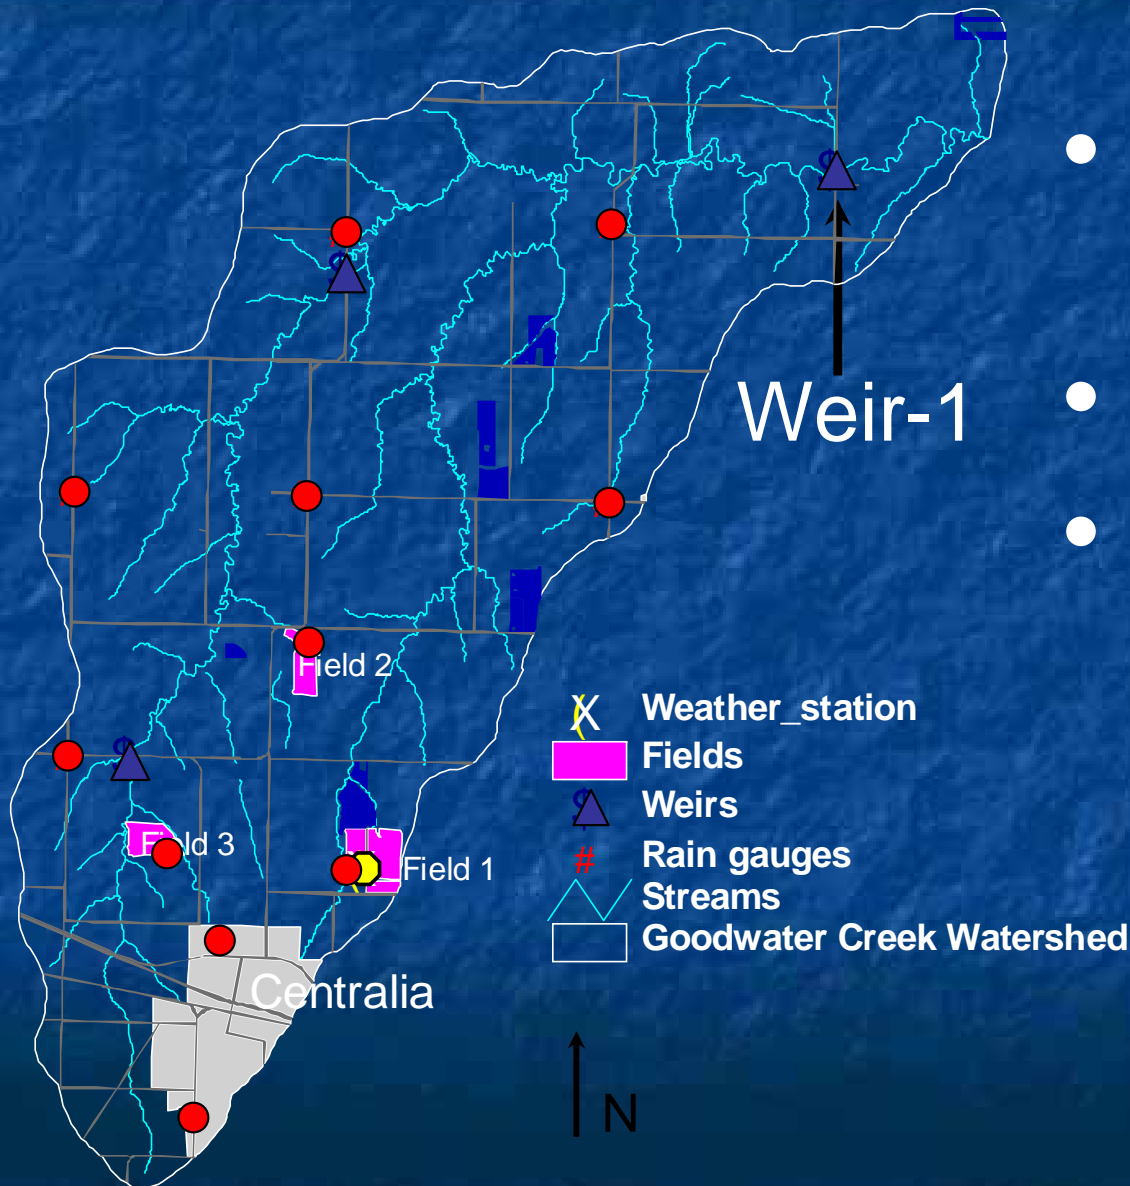 Weir-1
Field 2
Weather_station
Fields
Weirs
Field 3
Rain gauges
Field 1
Streams
Goodwater Creek Watershed
Centralia
N